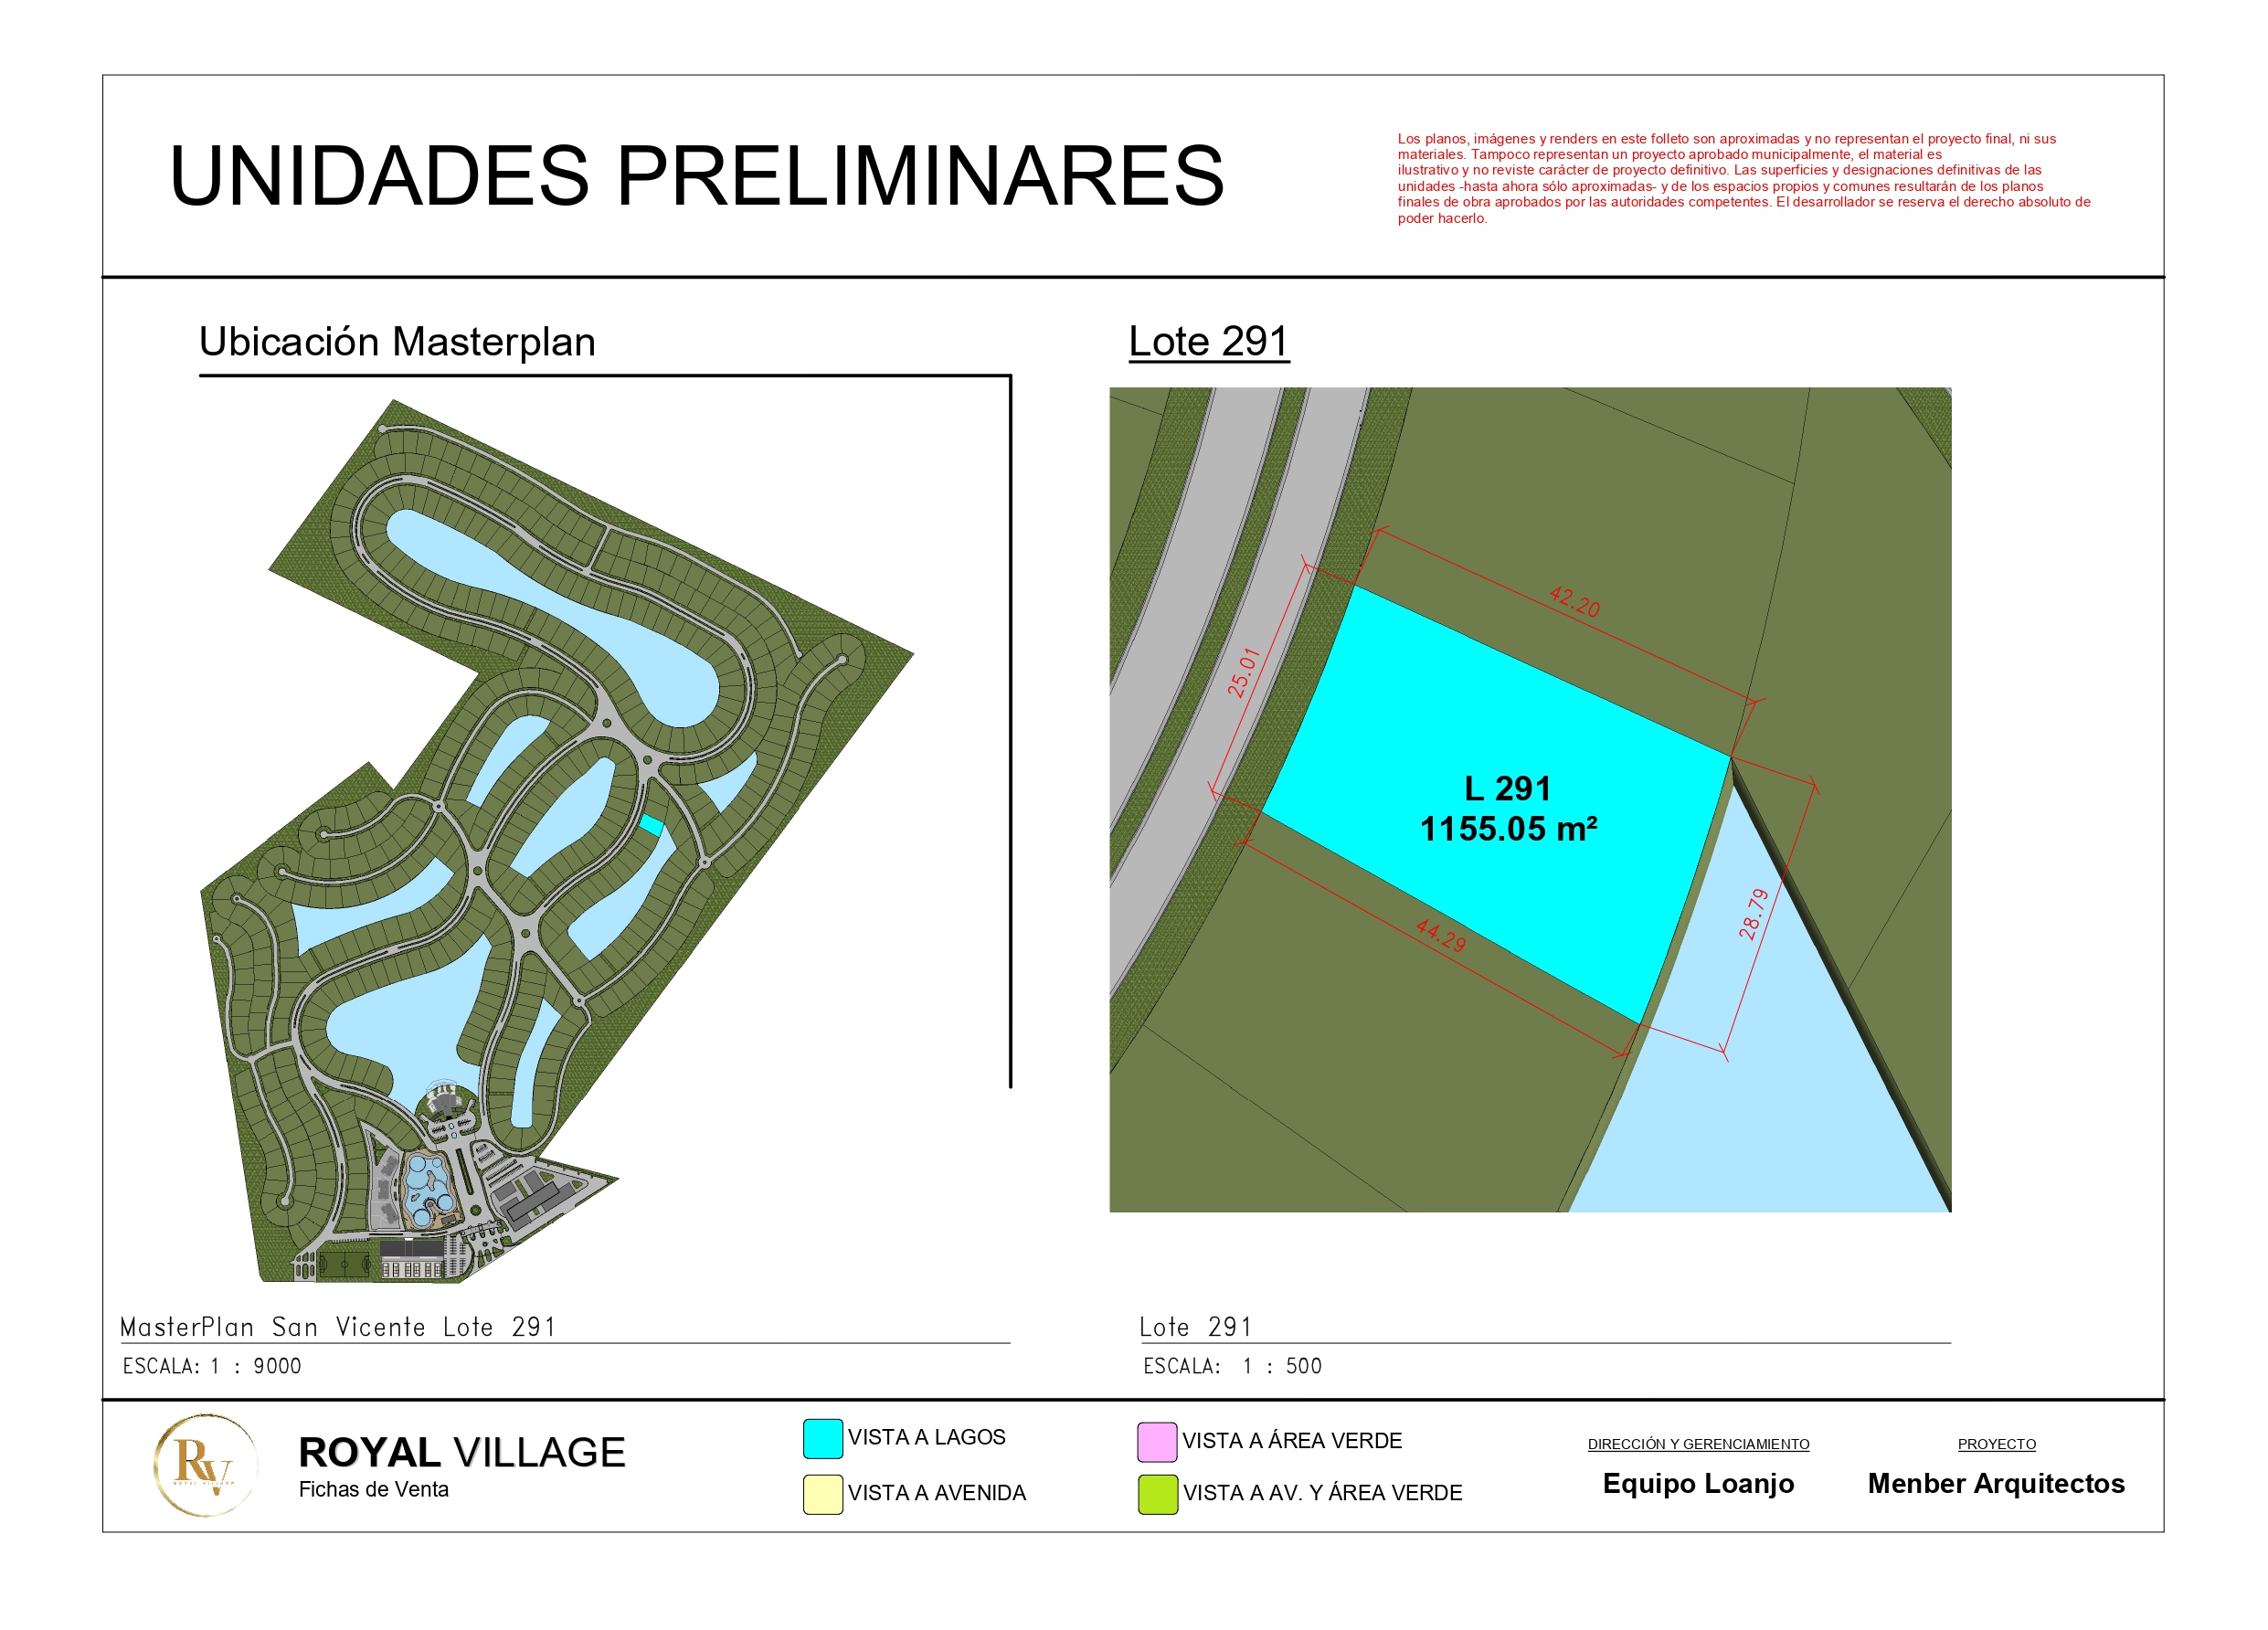 UNIDADES PRELIMINARES
Los planos, imágenes y renders en este folleto son aproximadas y no representan el proyecto final, ni sus
materiales. Tampoco representan un proyecto aprobado municipalmente, el material es
ilustrativo y no reviste carácter de proyecto definitivo. Las superficies y designaciones definitivas de las
unidades -hasta ahora sólo aproximadas- y de los espacios propios y comunes resultarán de los planos
finales de obra aprobados por las autoridades competentes. El desarrollador se reserva el derecho absoluto de
poder hacerlo.
Ubicación Masterplan
Lote 291
42.20
25.01
L 291
1155.05 m²
28.79
44.29
MasterPlan San Vicente Lote 291
ESCALA: 1 : 9000
Lote 291
ESCALA: 1 : 500
RV
ROYAL VILLAGE
ROYAL VILLAGE
Fichas de Venta
VISTA A LAGOS
VISTA A AVENIDA
VISTA A ÁREA VERDE
VISTA A AV. Y ÁREA VERDE
DIRECCIÓN Y GERENCIAMIENTO
Equipo Loanjo
PROYECTO
Menber Arquitectos